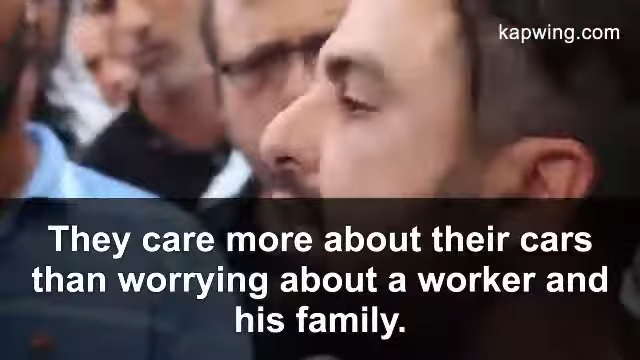 kapwing.com
They care more about their cars
than worrying about a worker and
his family.